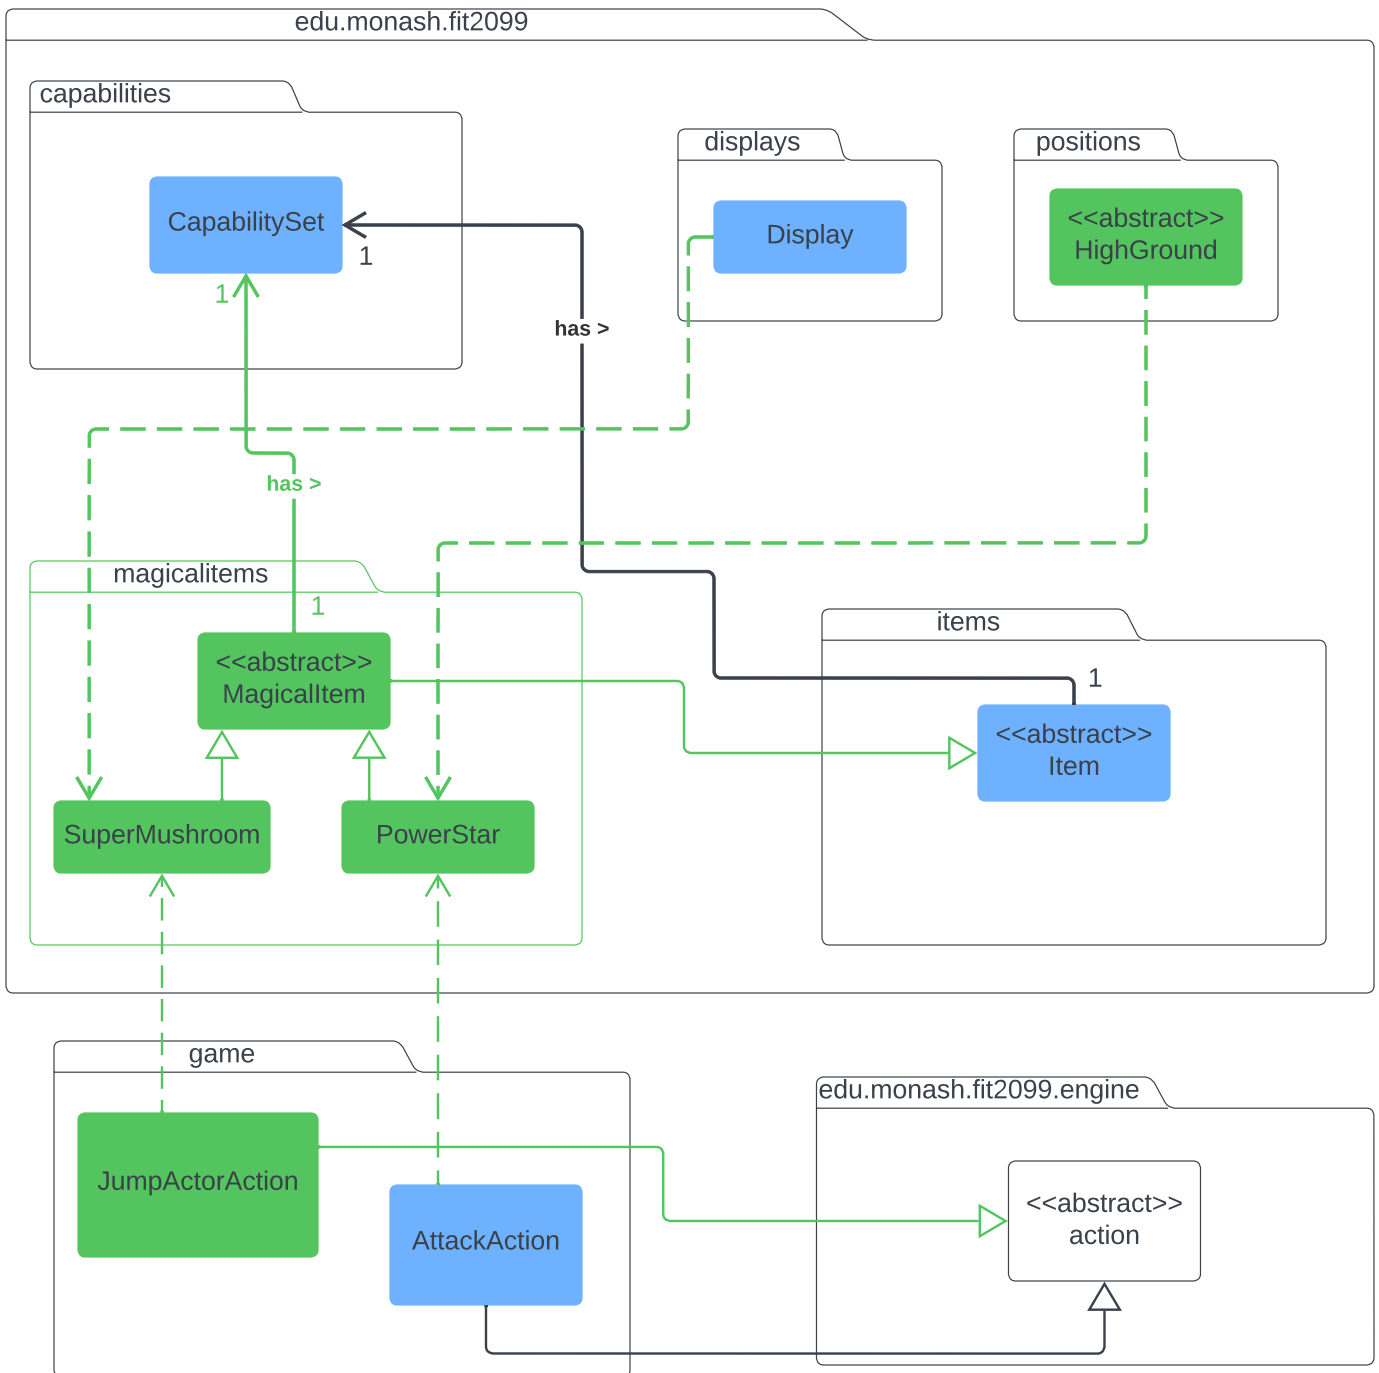 edu.monash.fit2099
capabilities
displays
positions
CapabilitySet
Display
<<abstract>>
HighGround
1
1
has >
has >
magicalitems
1
items
<<abstract>>
MagicalItem
1
<<abstract>>
Item
SuperMushroom
PowerStar
game
edu.monash.fit2099.engine
JumpActorAction
AttackAction
<<abstract>>
action